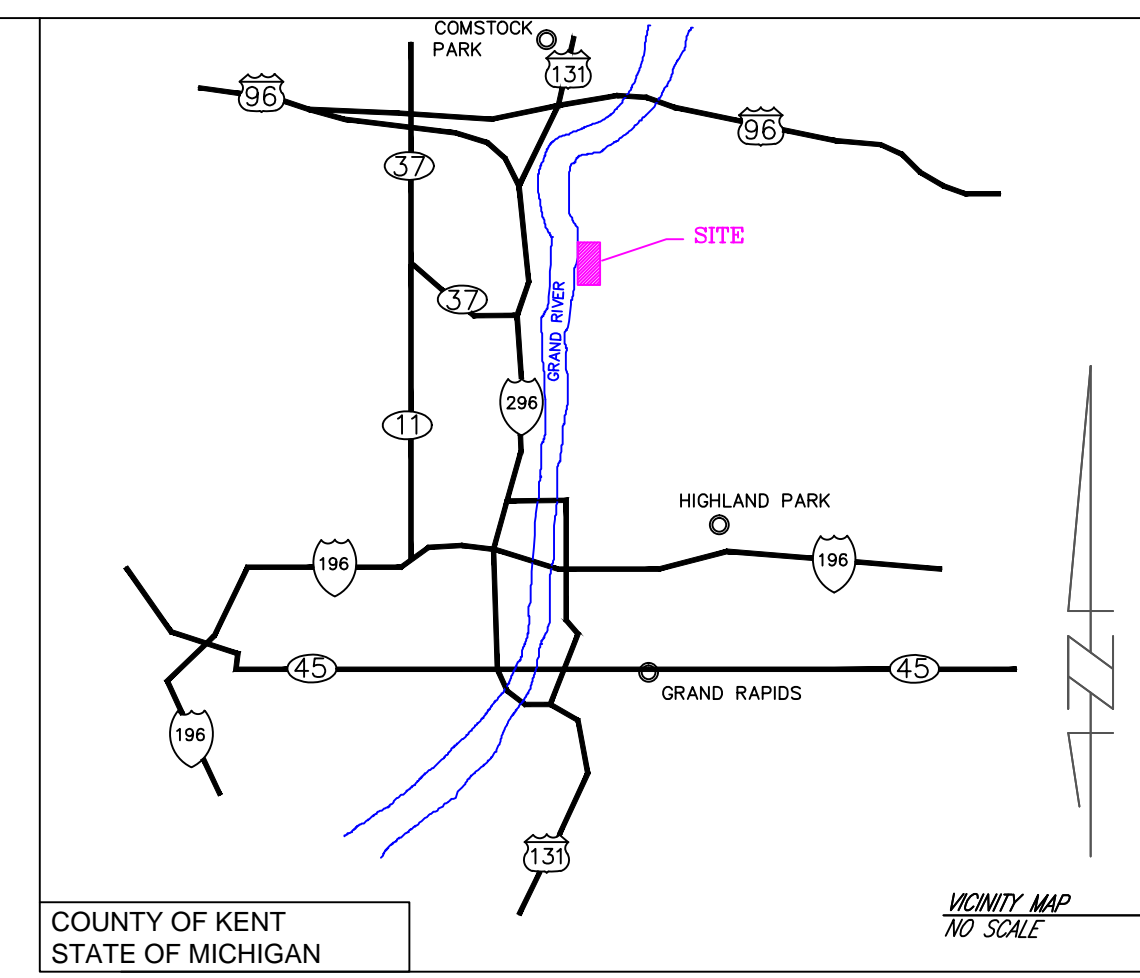 COMSTOCK
PARK
131
96
96
37
SITE
37
GRAND RIVER
296
11
HIGHLAND PARK
196
196
45
45
GRAND RAPIDS
196
N
131
COUNTY OF KENT
STATE OF MICHIGAN
VICINITY MAP
NO SCALE